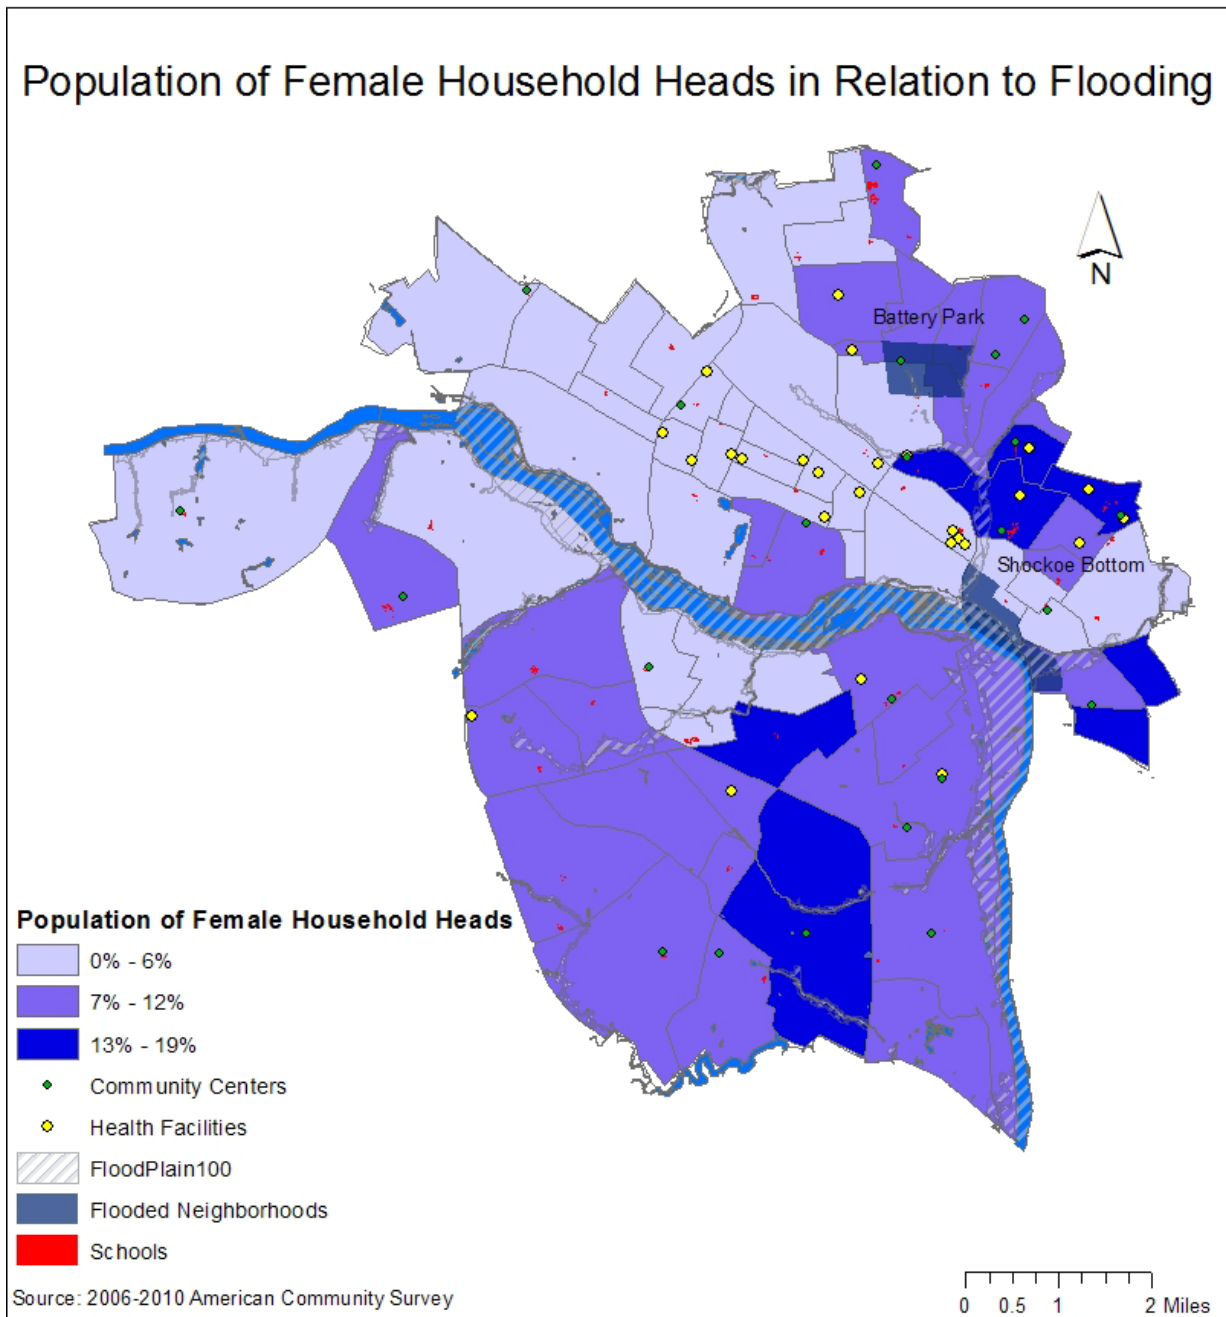 Population of Female Household Heads in Relation to Flooding
N
Battery Park
Shockoe Bottom
Population of Female Household Heads
0% - 6%
7% - 12%
13% - 19%
Community Centers
Health Facilities
FloodPlain100
Flooded Neighborhoods
Schools
Source: 2006-2010 American Community Survey
0 0.5 1 2 Miles